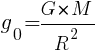 g₀ = G × M / R²